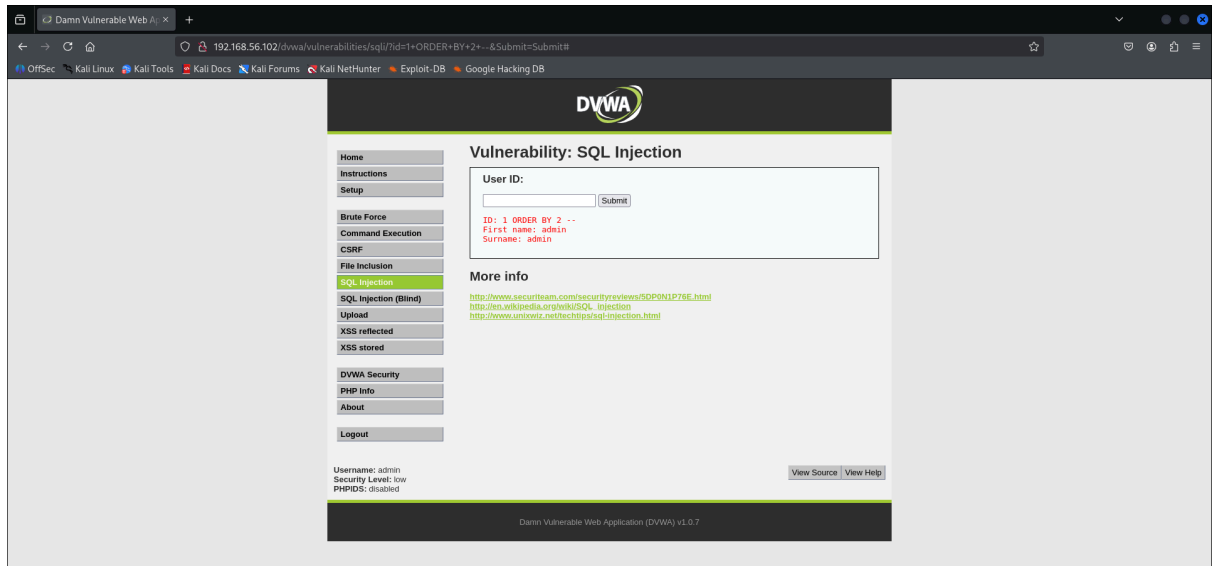 Damn Vulnerable Web Ap
192.168.56.102/dvwa/vulnerabilities/sqli/?id=1+ORDER+BY+2+--&Submit=Submit#
OffSec Kali Linux Kali Tools Kali Docs Kali Forums Kali NetHunter Exploit-DB Google Hacking DB
DVWA
Home
Instructions
Setup
Brute Force
Command Execution
CSRF
File Inclusion
SQL Injection
SQL Injection (Blind)
Upload
XSS reflected
XSS stored
DVWA Security
PHP Info
About
Logout
Vulnerability: SQL Injection
User ID:
Submit
ID: 1 ORDER BY 2 --
First name: admin
Surname: admin
More info
http://www.securiteam.com/securityreviews/5DP0N1P76E.html
http://en.wikipedia.org/wiki/SQL_injection
http://www.unixwiz.net/techtips/sql-injection.html
Username: admin
Security Level: low
PHPIDS: disabled
View Source View Help
Damn Vulnerable Web Application (DVWA) v1.0.7